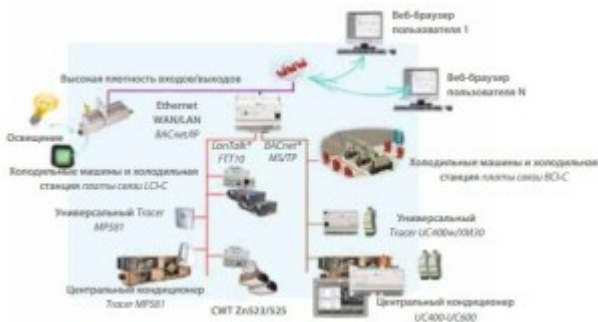 Веб-браузер
пользователя 1
www
Высокая плотность входов/выходов
Веб-браузер
пользователя N
Ethernet
WAN/LAN
BACnet/IP
Освещение
LonTalk®
FTT10
BACnet®
MS/TP
Холодильные машины и холодильная
станция платы связи LCI-C
Холодильные машины и холодильная
станция платы связи BCI-C
Универсальный Tracer
MP581
Универсальный
Tracer UC400w/XM30
Центральный кондиционер
Tracer MP581
CWT Zn523/525
Центральный кондиционер
UC400-UC600